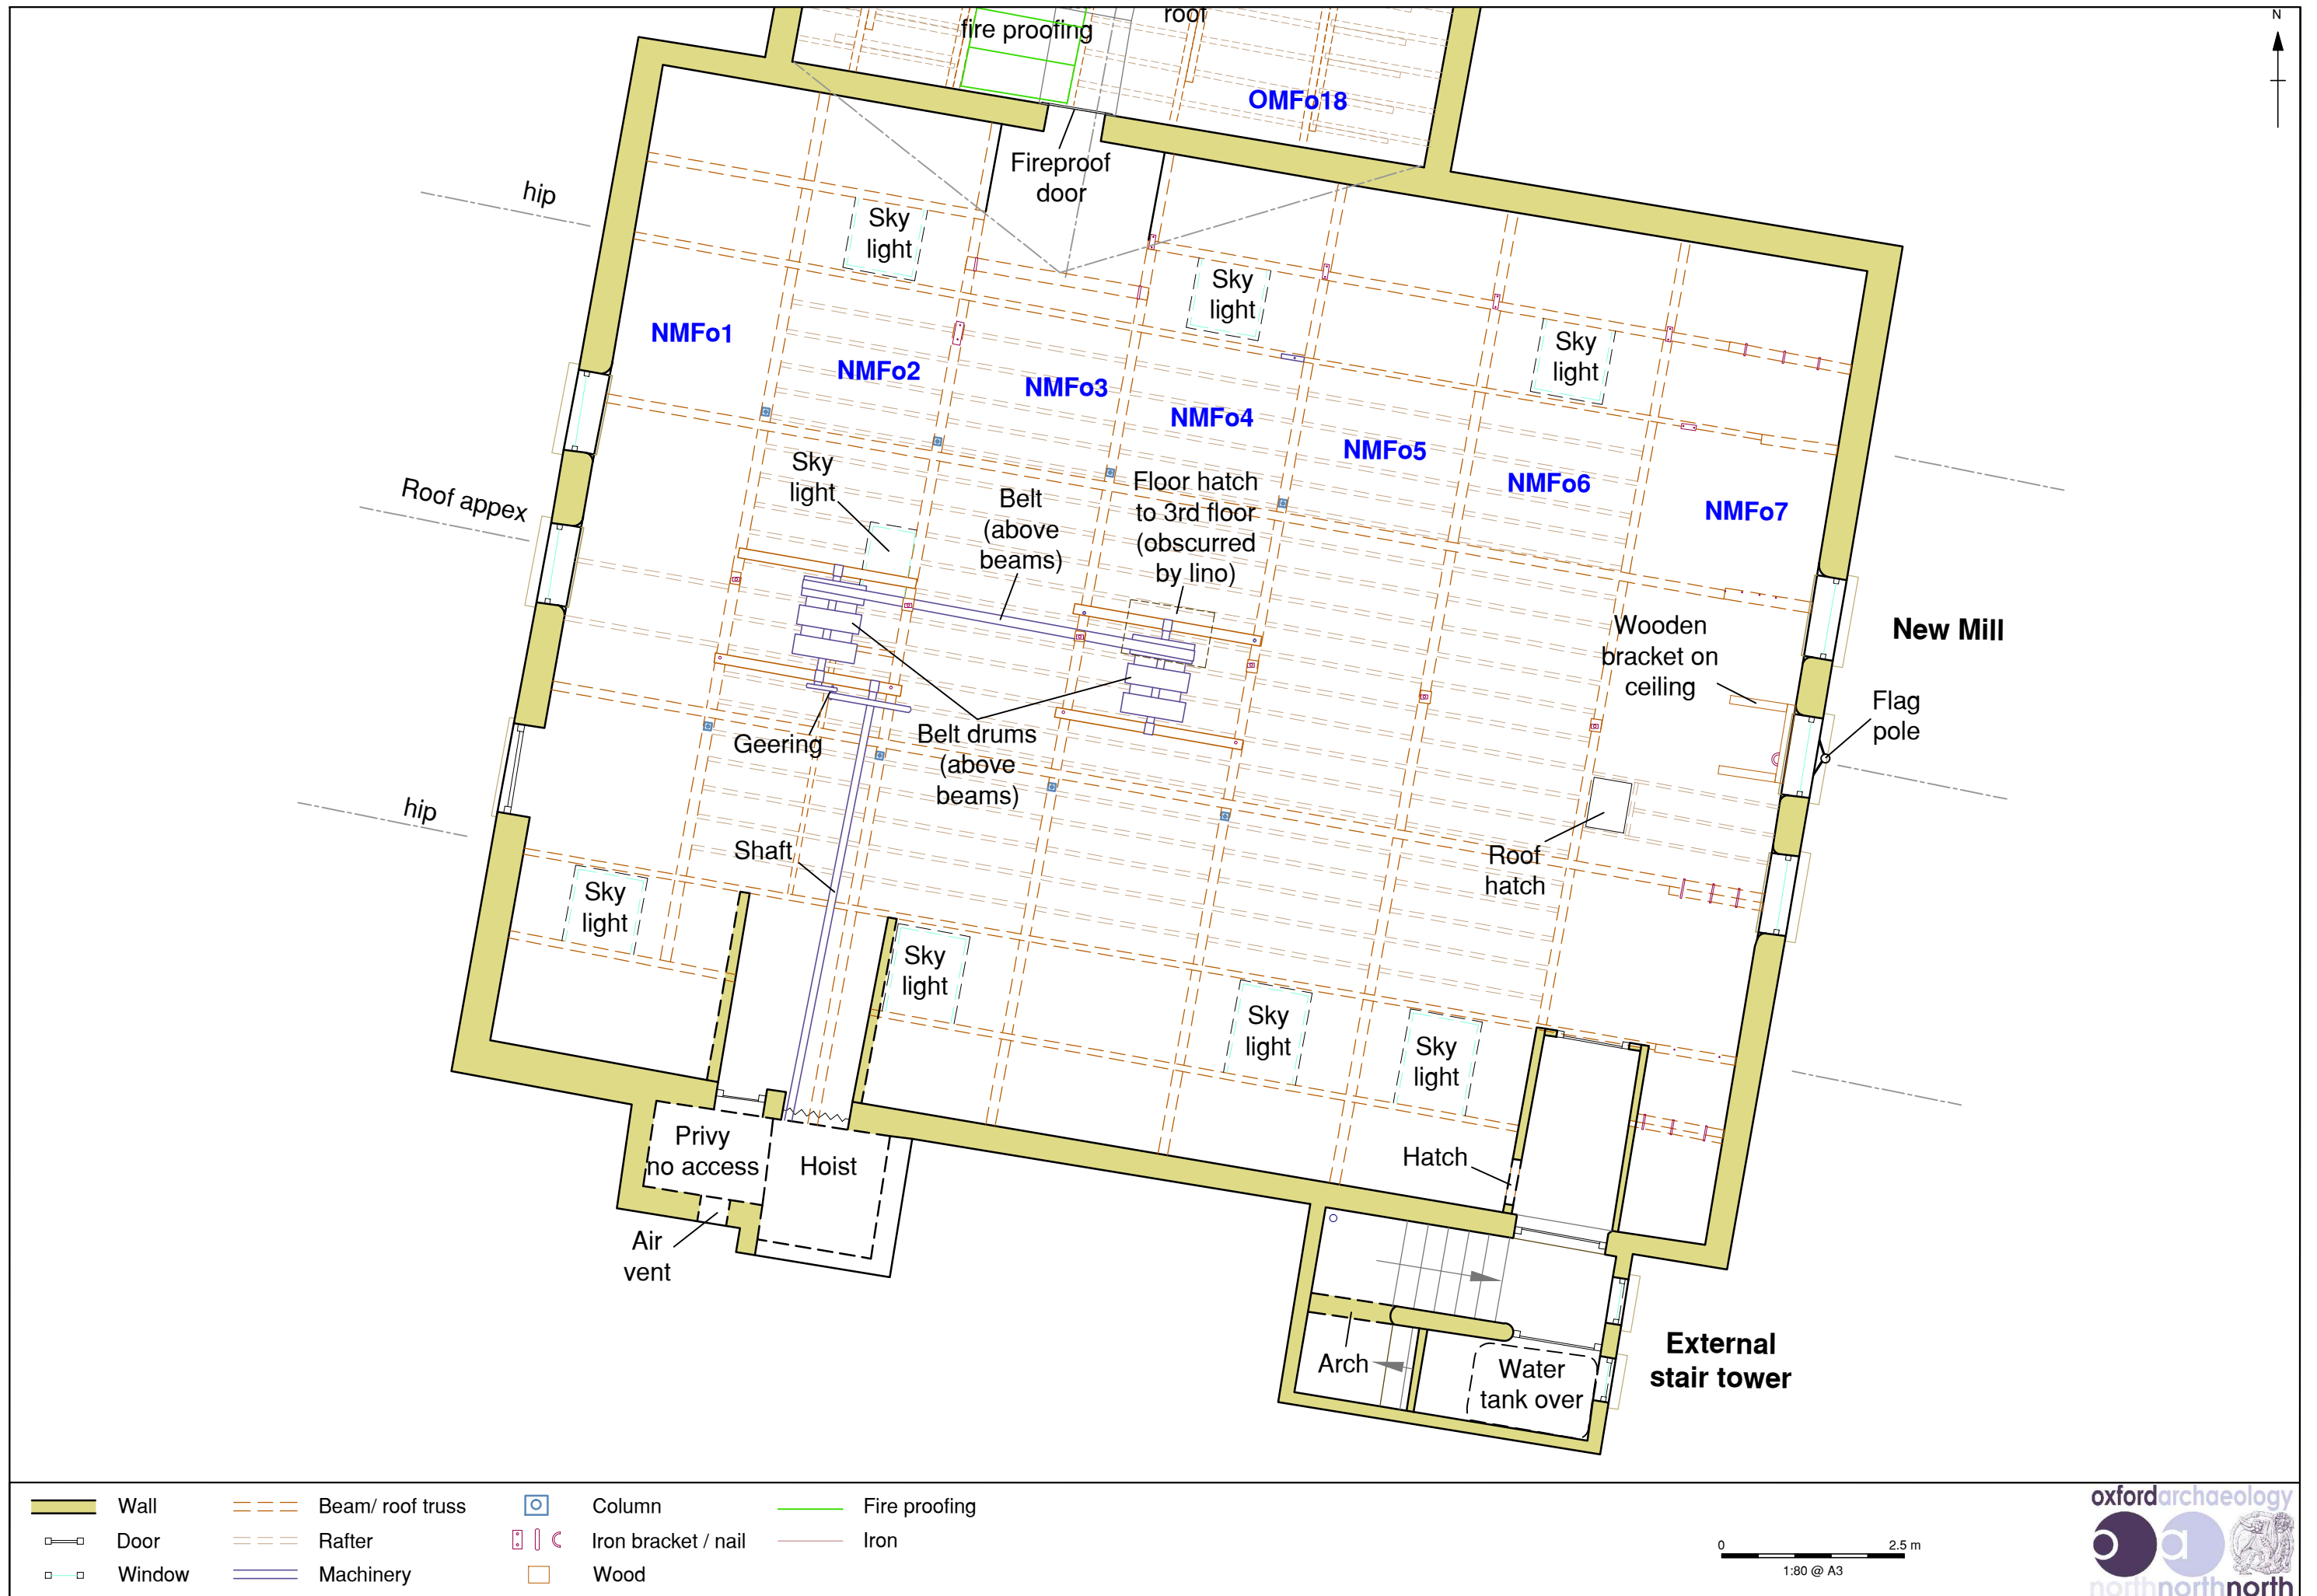 roof
fire proofing
N
OMFo18
Fireproof
door
hip
Sky
light
Sky
light
Sky
light
NMFo1
NMFo2
NMFo3
NMFo4
NMFo5
NMFo6
NMFo7
Roof appex
Sky
light
Belt
(above
beams)
Floor hatch
to 3rd floor
(obscurred
by lino)
Wooden
bracket on
ceiling
New Mill
Flag
pole
Geering
Belt drums
(above
beams)
hip
Shaft
Roof
hatch
Sky
light
Sky
light
Sky
light
Sky
light
Privy
no access
Hoist
Hatch
Air
vent
Arch
Water
tank over
External
stair tower
Wall
Door
Window
Beam/ roof truss
Rafter
Machinery
Column
Iron bracket / nail
Wood
Fire proofing
Iron
0 2.5 m
1:80 @ A3
oxfordarchaeology
oa
northnorthnorth